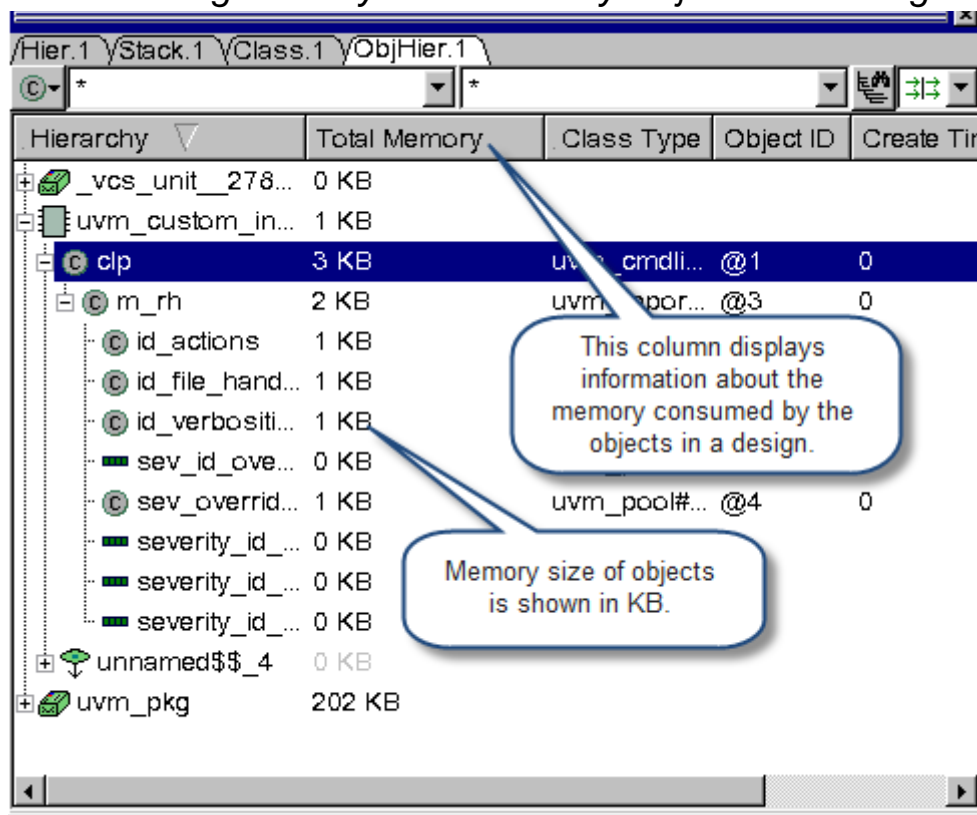 Hier.1 Stack.1 Class.1 ObjHier.1
* *
Hierarchy Total Memory Class Type Object ID Create Tir
_vcs_unit__278... 0 KB
uvm_custom_in... 1 KB
clp 3 KB uvm_cmdli... @1 0
m_rh 2 KB @3 0
id_actions 1 KB
id_file_hand... 1 KB
id_verbositi... 1 KB
sev_id_ove... 0 KB
sev_overrid... 1 KB uvm_pool#... @4 0
severity_id_... 0 KB
severity_id_... 0 KB
severity_id_... 0 KB
unnamed$$_4 0 KB
uvm_pkg 202 KB
This column displays
information about the
memory consumed by the
objects in a design.
Memory size of objects
is shown in KB.